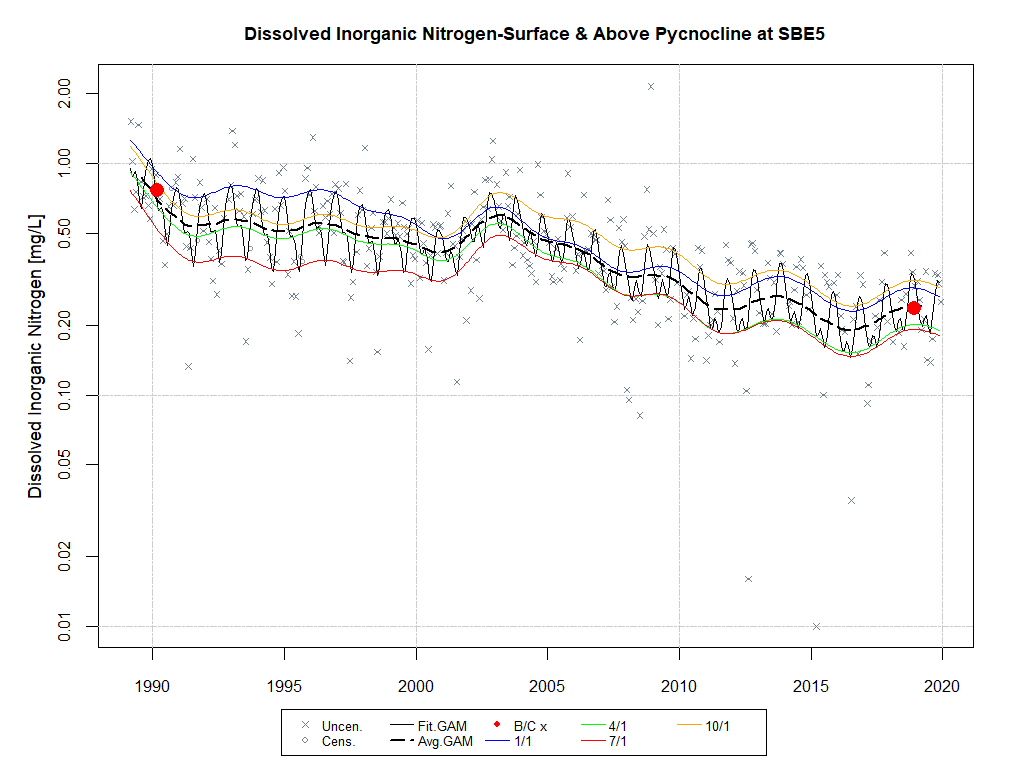 Dissolved Inorganic Nitrogen-Surface & Above Pycnocline at SBE5
Dissolved Inorganic Nitrogen [mg/L]
2.00
1.00
0.50
0.20
0.10
0.05
0.02
0.01
1990 1995 2000 2005 2010 2015 2020
Uncen. Fit.GAM B/C x 4/1 10/1
Cens. Avg.GAM 1/1 7/1